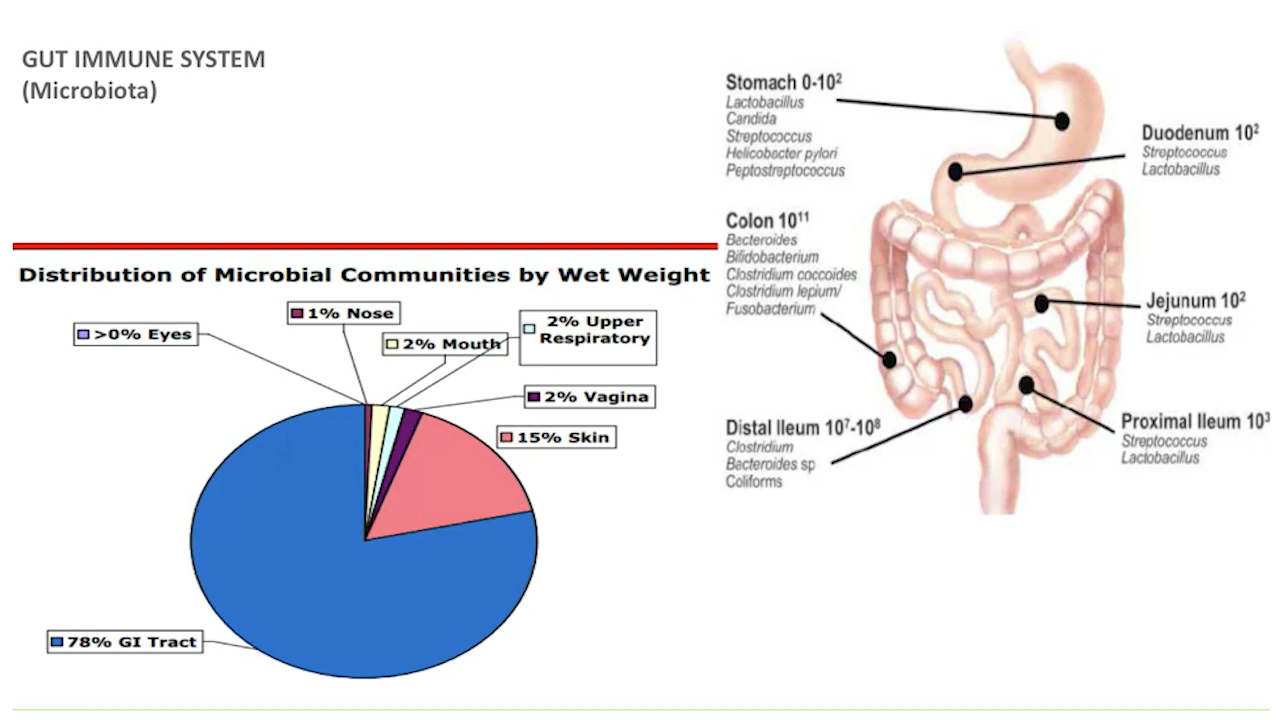 GUT IMMUNE SYSTEM
(Microbiota)
Distribution of Microbial Communities by Wet Weight
>0% Eyes
1% Nose
2% Mouth
2% Upper
Respiratory
2% Vagina
15% Skin
78% GI Tract
Stomach 0-10²
Lactobacillus
Candida
Streptococcus
Helicobacter pylori
Peptostreptococcus
Duodenum 10²
Streptococcus
Lactobacillus
Colon 10¹¹
Bacteroides
Bifidobacterium
Clostridium coccoides
Clostridium lepium/
Fusobacterium
Jejunum 10²
Streptococcus
Lactobacillus
Distal Ileum 10⁷-10⁸
Clostridium
Bacteroides sp
Coliforms
Proximal Ileum 10³
Streptococcus
Lactobacillus